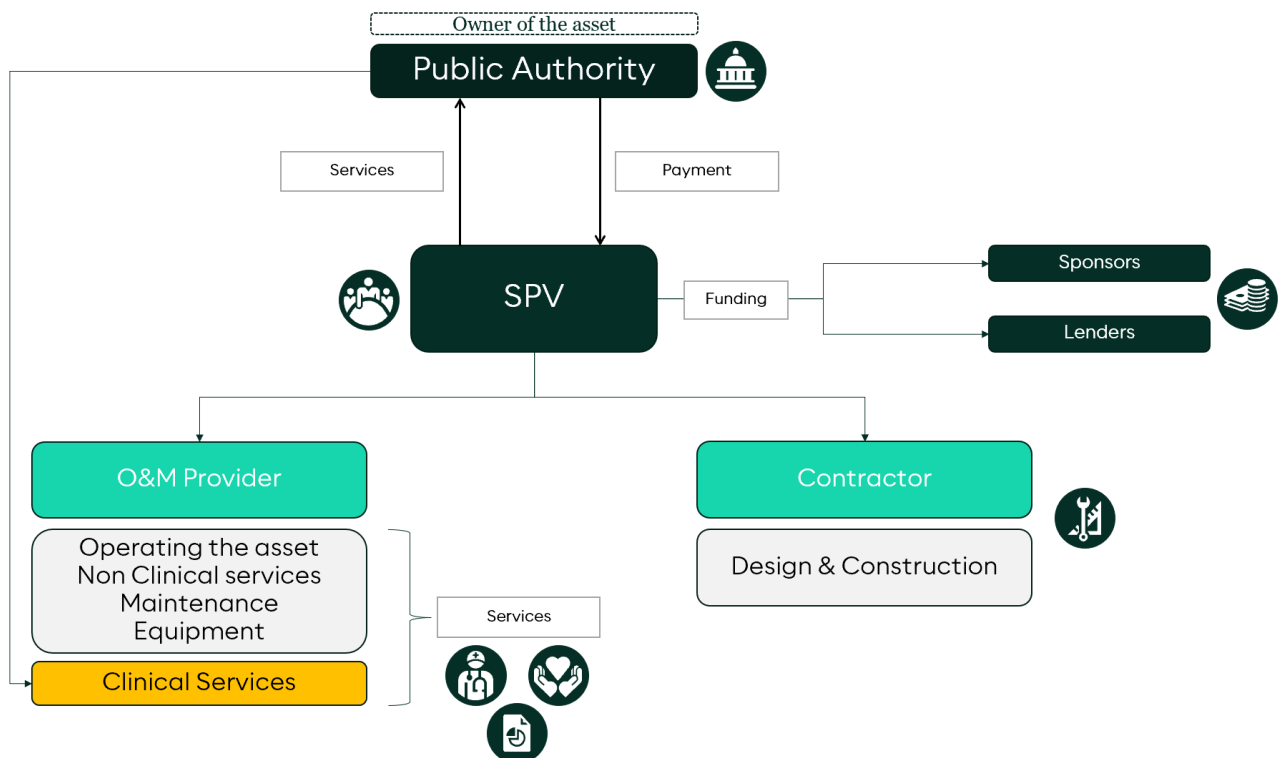 Owner of the asset
Public Authority
Services
Payment
SPV
Funding
Sponsors
Lenders
O&M Provider
Contractor
Operating the asset
Non Clinical services
Maintenance
Equipment
Design & Construction
Services
Clinical Services